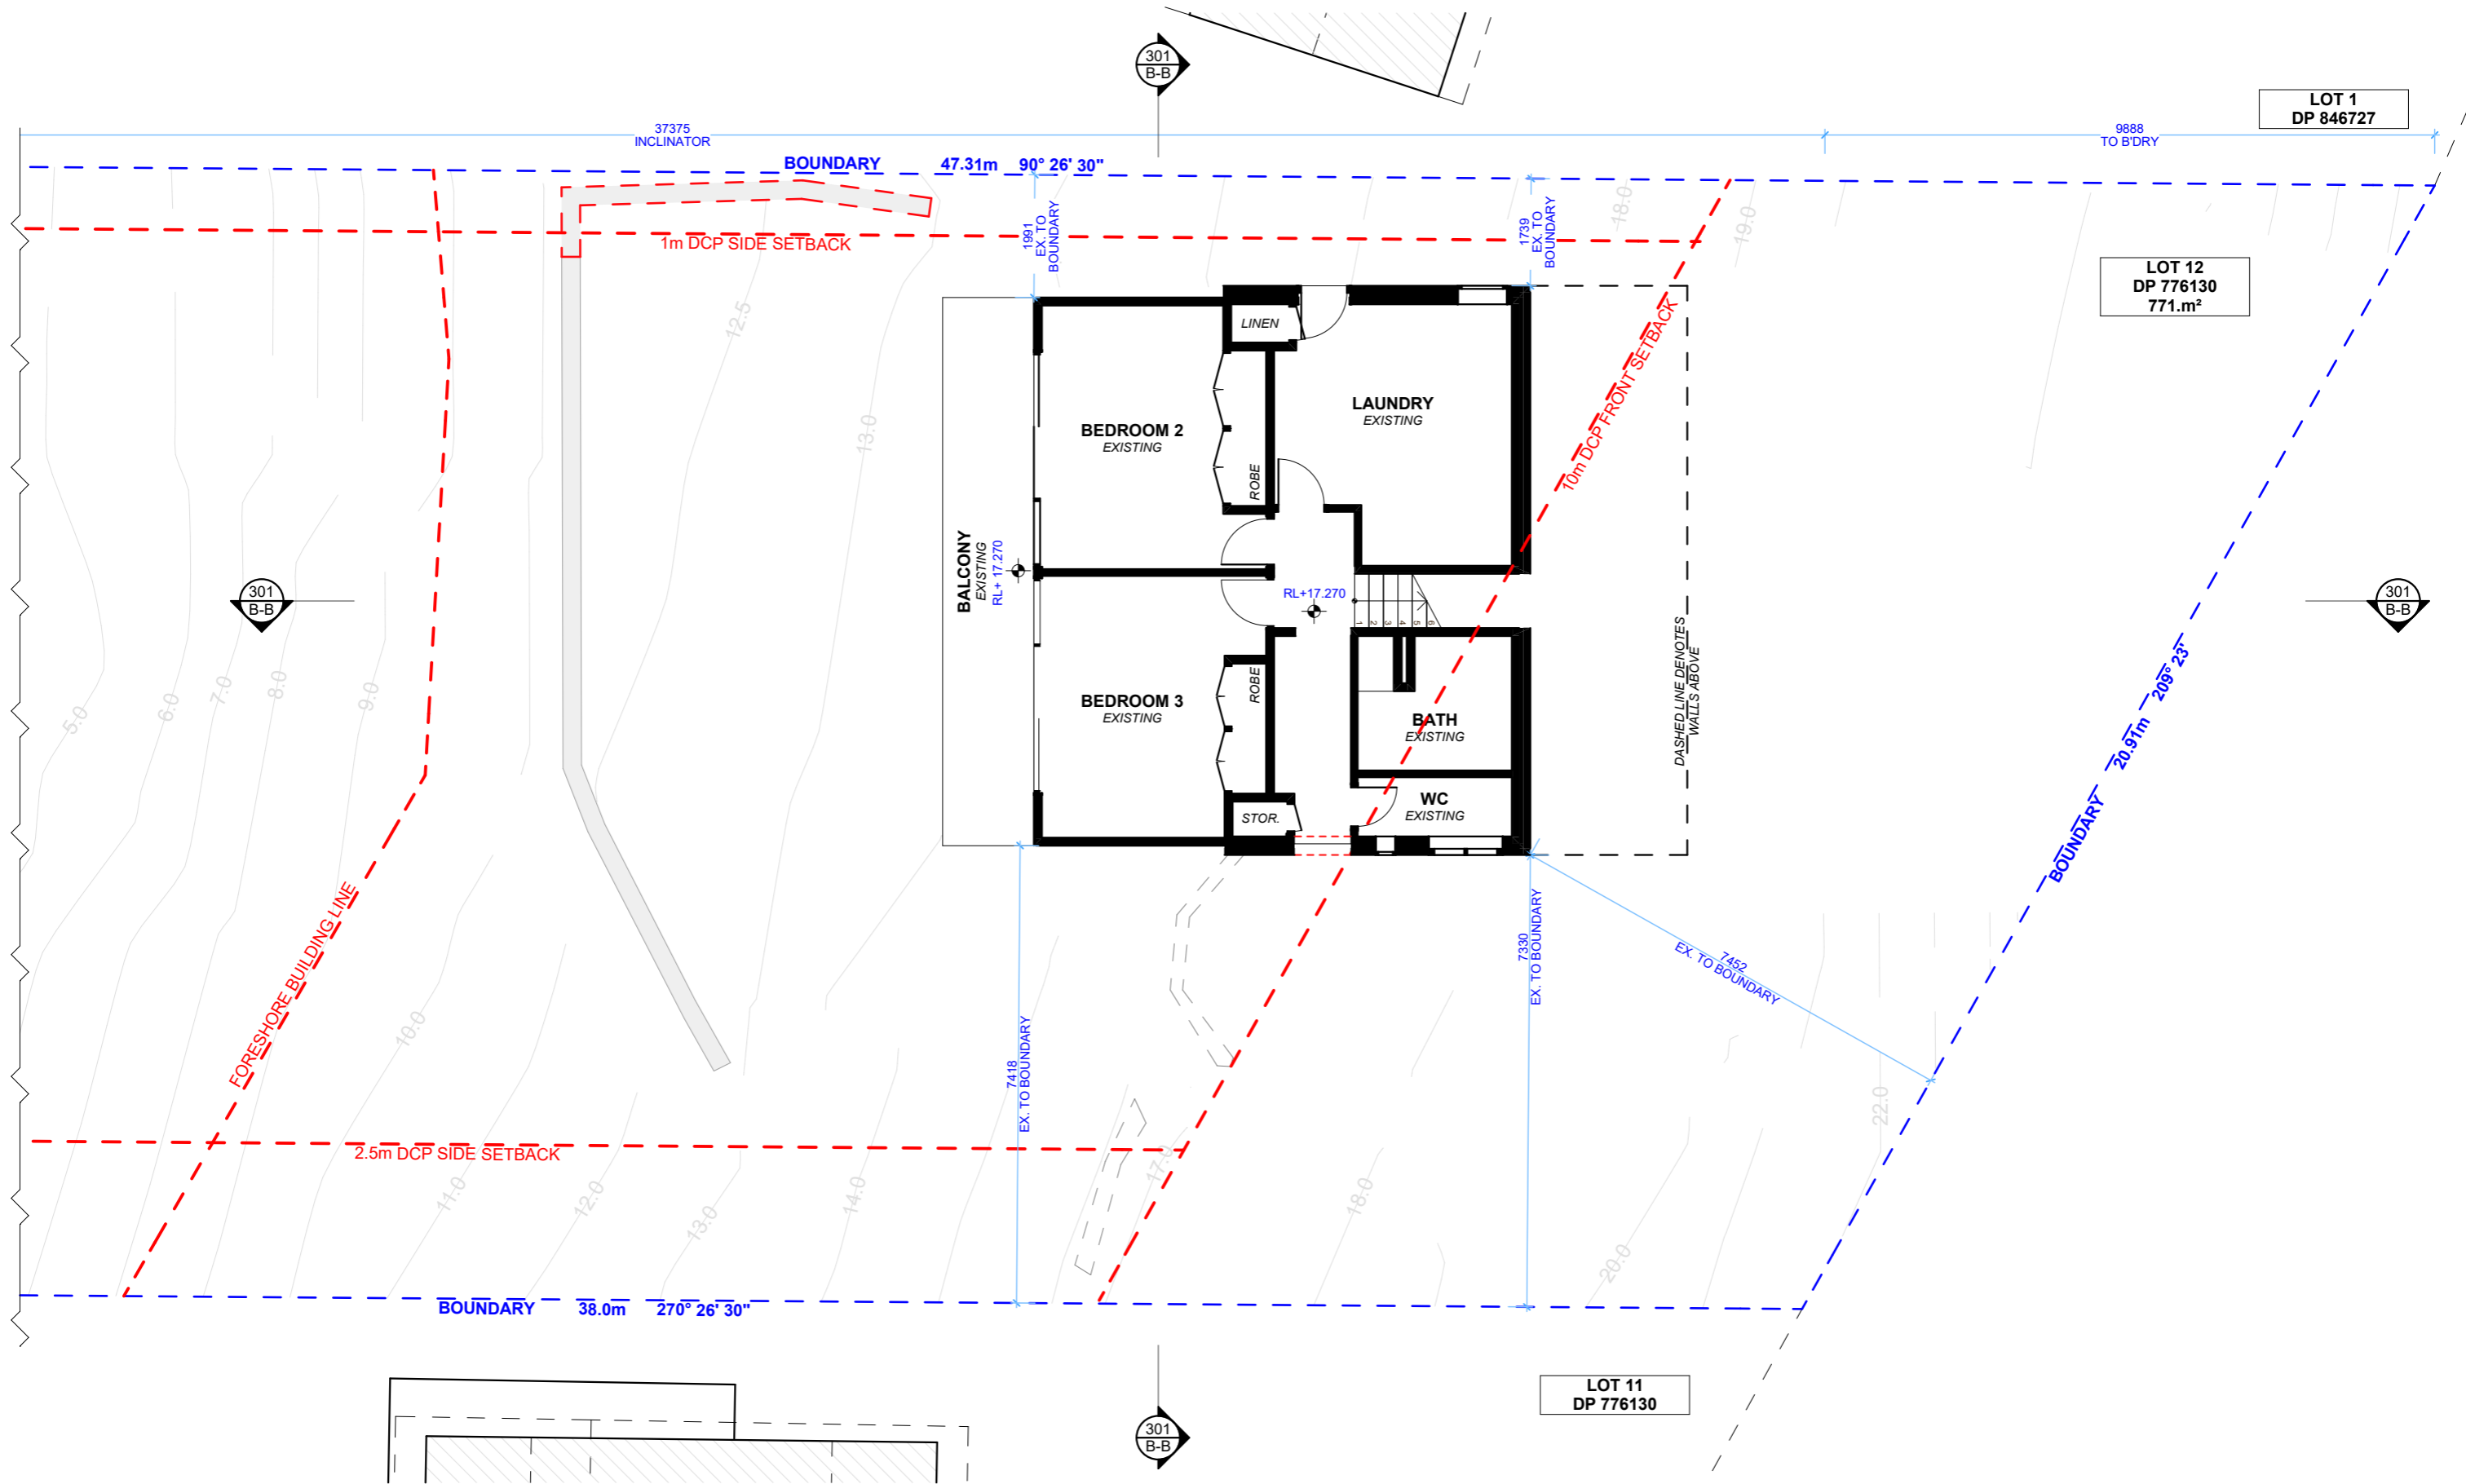 301
B-B
LOT 1
DP 846727
37375
INCLINATOR
9888
TO B'DRY
BOUNDARY 47.31m 90° 26' 30"
1m DCP SIDE SETBACK
1991
EX. TO
BOUNDARY
1739
EX. TO
BOUNDARY
18.0
19.0
LOT 12
DP 776130
771.m²
12.5
13.0
LINEN
LAUNDRY
EXISTING
10m DCP FRONT SETBACK
BEDROOM 2
EXISTING
ROBE
BALCONY
EXISTING
RL+ 17.270
301
B-B
RL+17.270
1
2
3
4
5
6
301
B-B
DASHED LINE DENOTES
WALLS ABOVE
5.0
6.0
7.0
8.0
9.0
BEDROOM 3
EXISTING
ROBE
BATH
EXISTING
WC
EXISTING
STOR.
BOUNDARY 20.91m 209° 23'
FORESHORE BUILDING LINE
7330
EX. TO BOUNDARY
7452
EX. TO BOUNDARY
7418
EX. TO BOUNDARY
10.0
22.0
2.5m DCP SIDE SETBACK
11.0
12.0
13.0
14.0
17.0
18.0
20.0
BOUNDARY 38.0m 270° 26' 30"
LOT 11
DP 776130
301
B-B